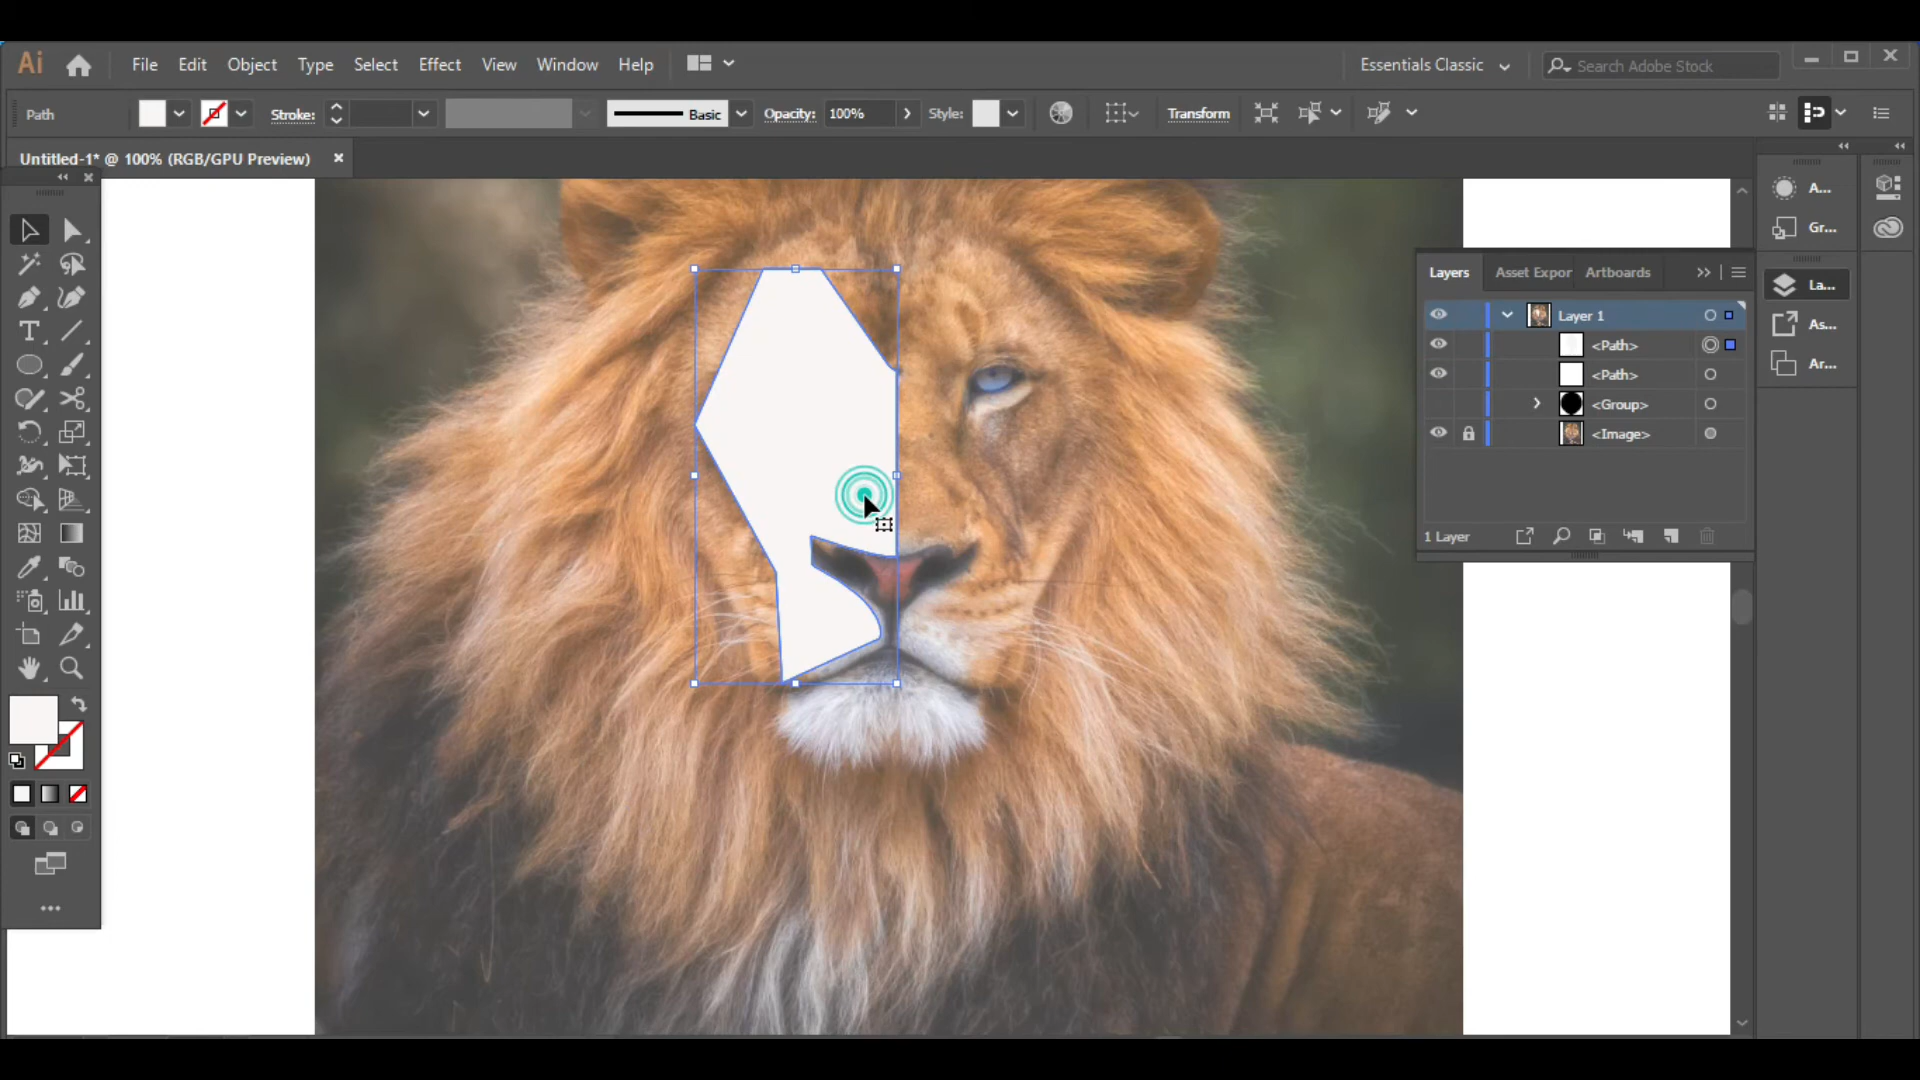 Ai File Edit Object Type Select Effect View Window Help Essentials Classic Search Adobe Stock
Path Stroke: Basic Opacity: 100% Style: Transform
Untitled-1* @ 100% (RGB/GPU Preview)
A...
Gr...
Layers Asset Expor Artboards
La...
Layer 1
As...
<Path>
Ar...
<Path>
<Group>
<Image>
1 Layer